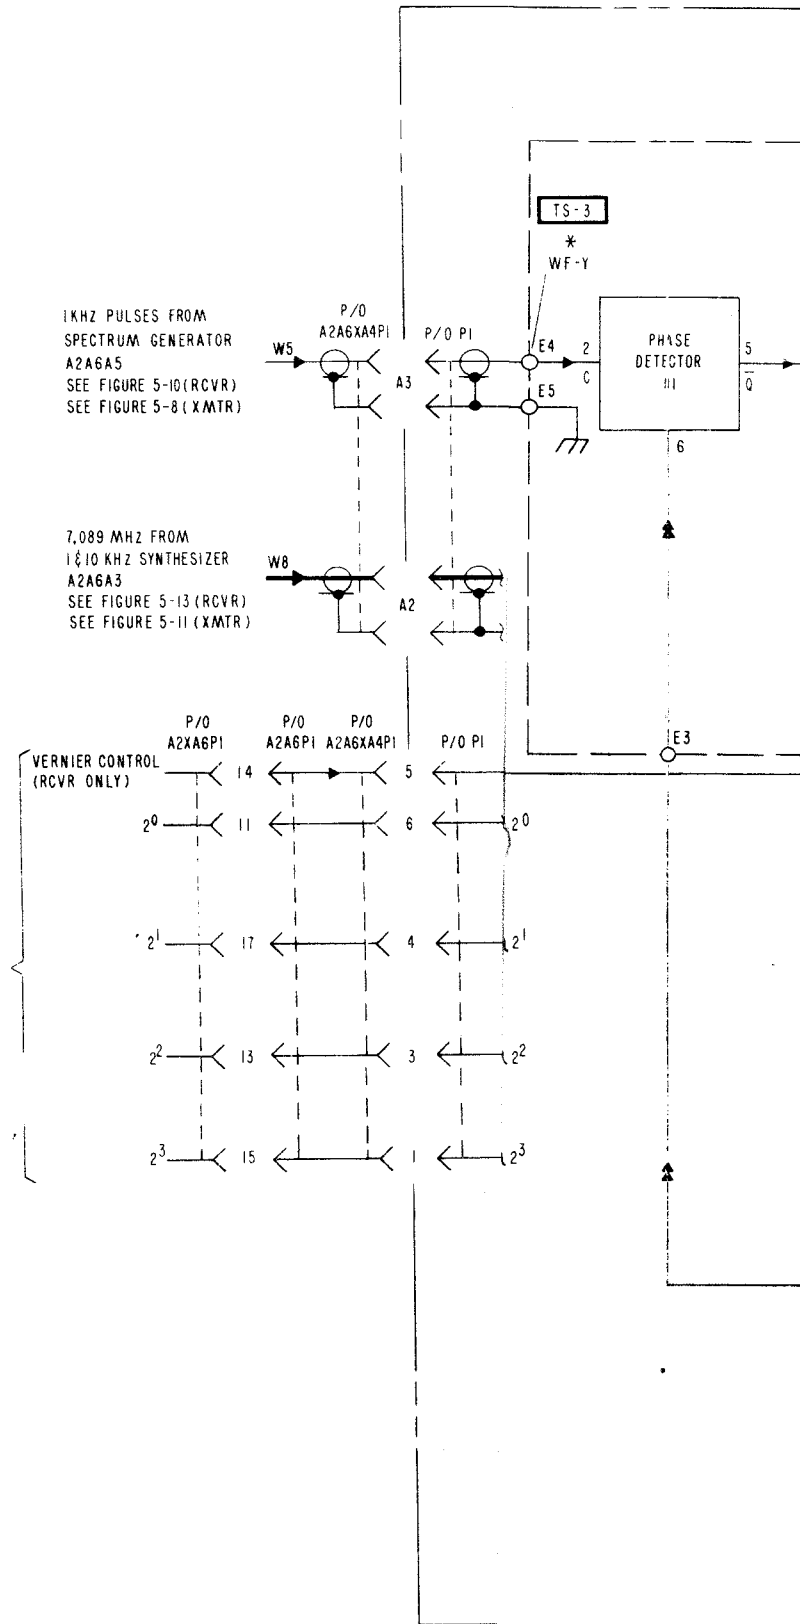 TS-3
*
WF-Y
1KHZ PULSES FROM
SPECTRUM GENERATOR
A2A6A5
SEE FIGURE 5-10(RCVR)
SEE FIGURE 5-8(XMTR)
W5
P/O
A2A6XA4P1
A3
P/O P1
E4
E5
2
C
PHASE
DETECTOR
U1
5
Q̅
6
7,089 MHZ FROM
1&10 KHZ SYNTHESIZER
A2A6A3
SEE FIGURE 5-13(RCVR)
SEE FIGURE 5-11(XMTR)
W8
A2
E3
P/O
A2XA6P1
P/O
A2A6P1
P/O
A2A6XA4P1
P/O P1
VERNIER CONTROL
(RCVR ONLY)
14 5
2⁰ 11 6 2⁰
2¹ 17 4 2¹
2² 13 3 2²
2³ 15 1 2³